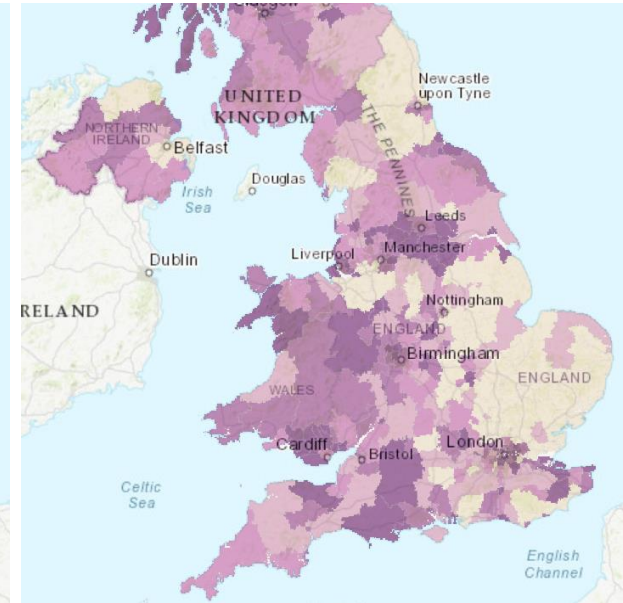 Glasgow
Newcastle
upon Tyne
UNITED
KINGDOM
THE PENNINES
NORTHERN
IRELAND
Belfast
Douglas
Irish
Sea
Leeds
Dublin
Liverpool
Manchester
RELAND
Nottingham
ENGLAND
Birmingham
ENGLAND
WALES
Cardiff
Bristol
London
Celtic
Sea
English
Channel